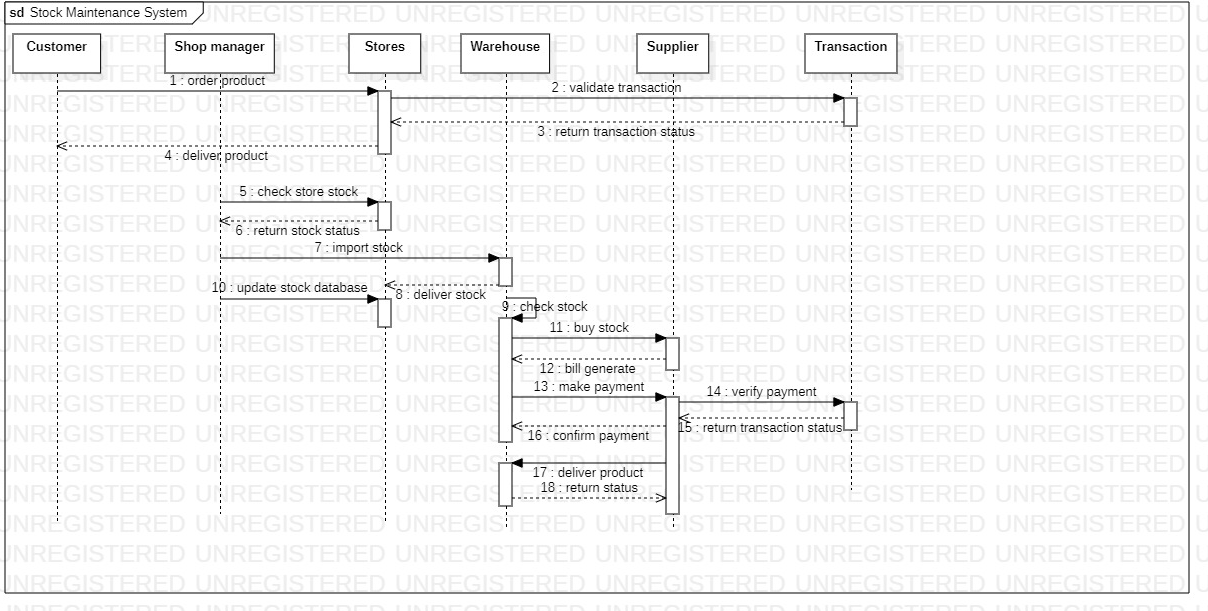 sd Stock Maintenance System
Customer
Shop manager
Stores
Warehouse
Supplier
Transaction
1 : order product
2 : validate transaction
3 : return transaction status
4 : deliver product
5 : check store stock
6 : return stock status
7 : import stock
10 : update stock database
8 : deliver stock
9 : check stock
11 : buy stock
12 : bill generate
13 : make payment
14 : verify payment
15 : return transaction status
16 : confirm payment
17 : deliver product
18 : return status
UNREGISTERED